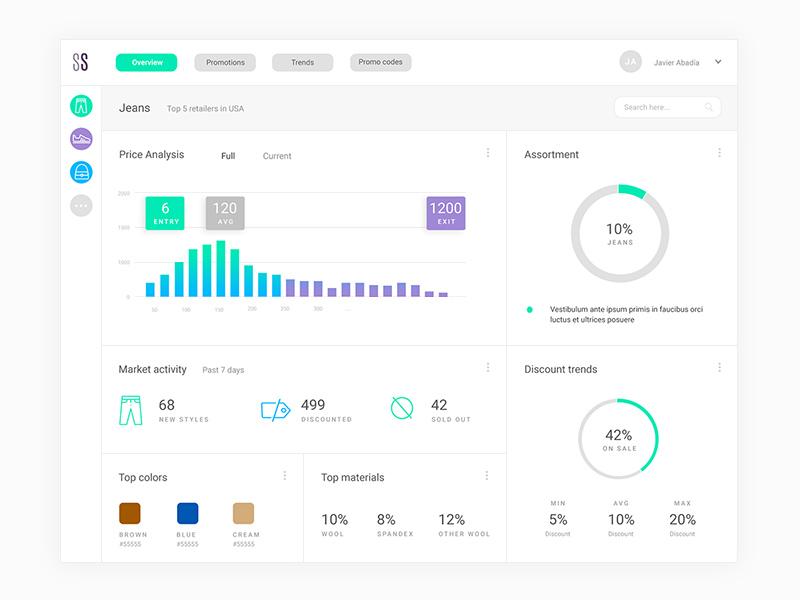 SS
Overview
Promotions
Trends
Promo codes
JA
Javier Abadía
Jeans
Top 5 retailers in USA
Search here...
Price Analysis
Full
Current
2000
1500
1000
0
6
ENTRY
120
AVG
1200
EXIT
50
100
150
200
250
300
...
Assortment
10%
JEANS
Vestibulum ante ipsum primis in faucibus orci
luctus et ultrices posuere
Market activity
Past 7 days
68
NEW STYLES
499
DISCOUNTED
42
SOLD OUT
Discount trends
42%
ON SALE
MIN
AVG
MAX
5%
10%
20%
Discount
Discount
Discount
Top colors
BROWN
#55555
BLUE
#55555
CREAM
#55555
Top materials
10%
WOOL
8%
SPANDEX
12%
OTHER WOOL